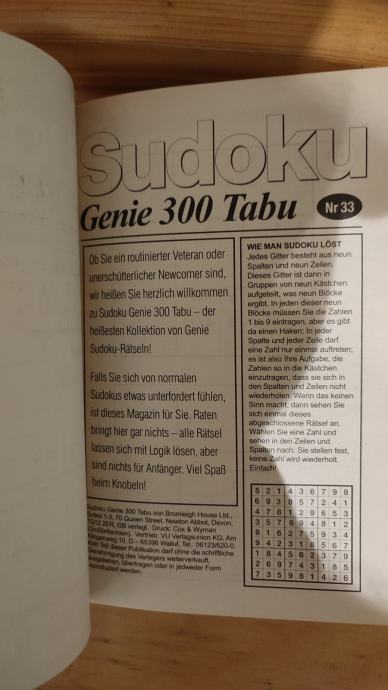 Sudoku
Genie 300 Tabu
Nr 33
Ob Sie ein routinierter Veteran oder
unerschütterlicher Newcomer sind,
wir heißen Sie herzlich willkommen
zu Sudoku Genie 300 Tabu – der
heißesten Kollektion von Genie
Sudoku-Rätseln!
Falls Sie sich von normalen
Sudokus etwas unterfordert fühlen,
ist dieses Magazin für Sie. Raten
bringt hier gar nichts – alle Rätsel
lassen sich mit Logik lösen, aber
sind nichts für Anfänger. Viel Spaß
beim Knobeln!
Sudoku Genie 300 Tabu von Bromleigh House Ltd.,
Suites 1-3, 70 Queen Street, Newton Abbot, Devon,
TQ12 2ER, GB verlegt. Druck: Cox & Wyman
(Großbritannien). Vertrieb: VU Verlagsunion KG, Am
Klingenweg 10, D – 65396 Walluf, Tel.: 06123/620-0.
Kein Teil dieser Publikation darf ohne die schriftliche
Genehmigung des Verlegers weiterverkauft,
ausgeliehen, übertragen oder in jedweder Form
reproduziert werden.
WIE MAN SUDOKU LÖST
Jedes Gitter besteht aus neun
Spalten und neun Zeilen.
Dieses Gitter ist dann in
Gruppen von neun Kästchen
aufgeteilt, was neun Blöcke
ergibt. In jeden dieser neun
Blöcke müssen Sie die Zahlen
1 bis 9 eintragen, aber es gibt
da einen Haken: In jeder
Spalte und jeder Zeile darf
eine Zahl nur einmal auftreten;
es ist also Ihre Aufgabe, die
Zahlen so in die Kästchen
einzutragen, dass sie sich in
den Spalten und Zeilen nicht
wiederholen. Wenn das keinen
Sinn macht, dann sehen Sie
sich einmal dieses
abgeschlossene Rätsel an.
Wählen Sie eine Zahl und
sehen in den Zeilen und
Spalten nach: Sie stellen fest,
keine Zahl wird wiederholt.
Einfach!
5 2 1 4 3 6 7 9 8
6 9 3 8 5 7 2 4 1
4 7 8 1 2 9 6 5 3
3 5 7 6 9 4 8 1 2
8 1 6 2 7 5 9 3 4
9 4 2 3 1 8 5 6 7
1 8 4 5 6 2 3 7 9
2 6 9 7 4 3 1 8 5
7 3 5 9 8 1 4 2 6